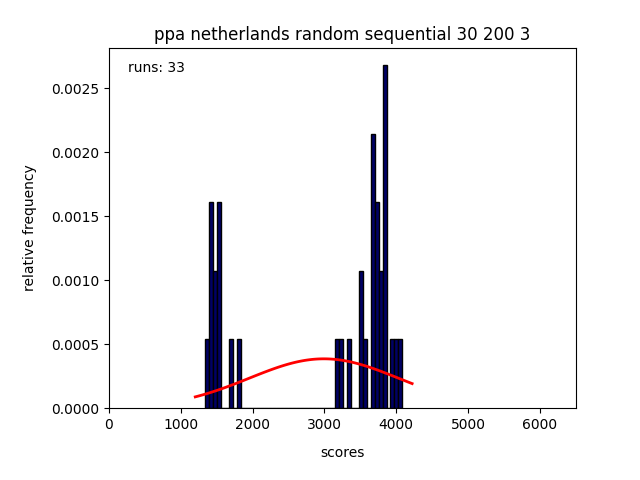 ppa netherlands random sequential 30 200 3
runs: 33
relative frequency
0.0025
0.0020
0.0015
0.0010
0.0005
0.0000
0 1000 2000 3000 4000 5000 6000
scores